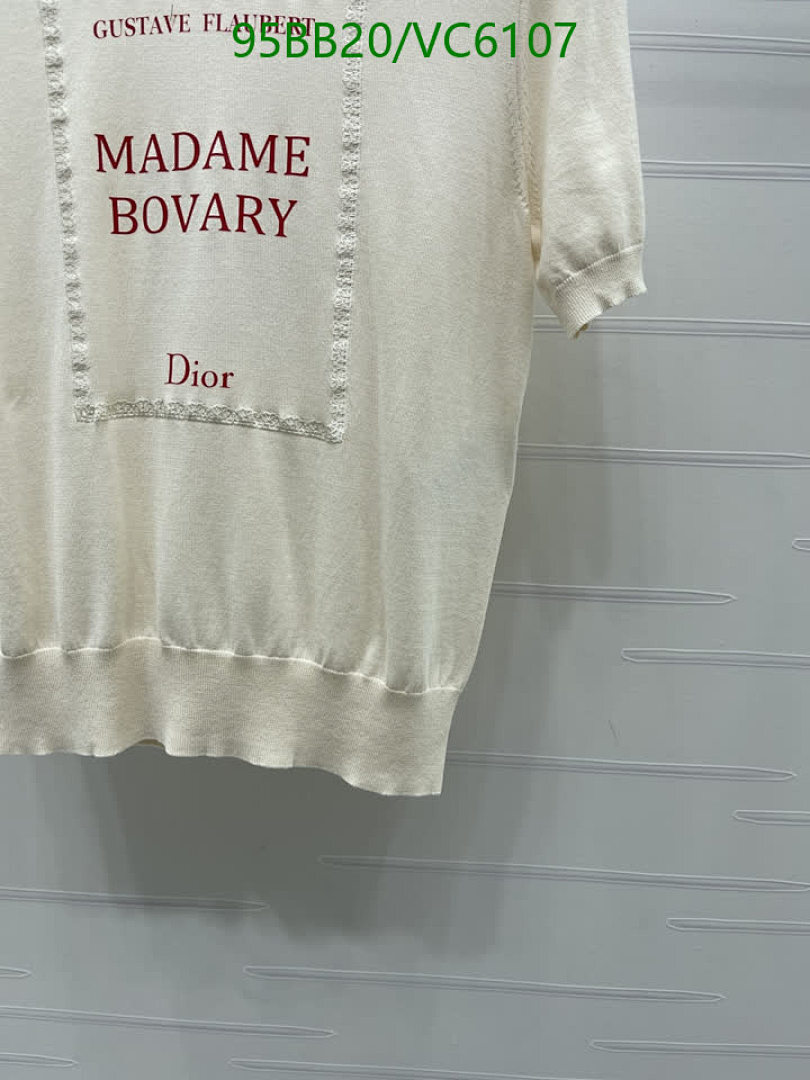 95BB20/VC6107
GUSTAVE FLAUBERT
MADAME
BOVARY
Dior